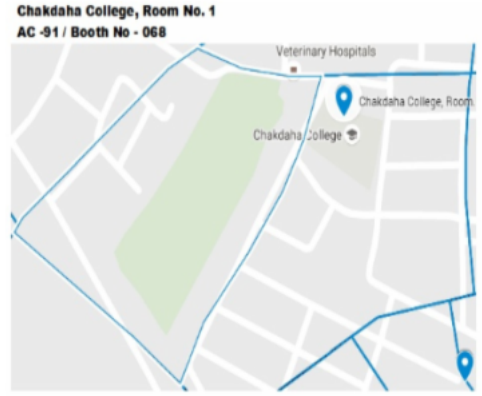 Chakdaha College, Room No. 1
AC -91 / Booth No - 068
Veterinary Hospitals
Chakdaha College, Room
Chakdaha College